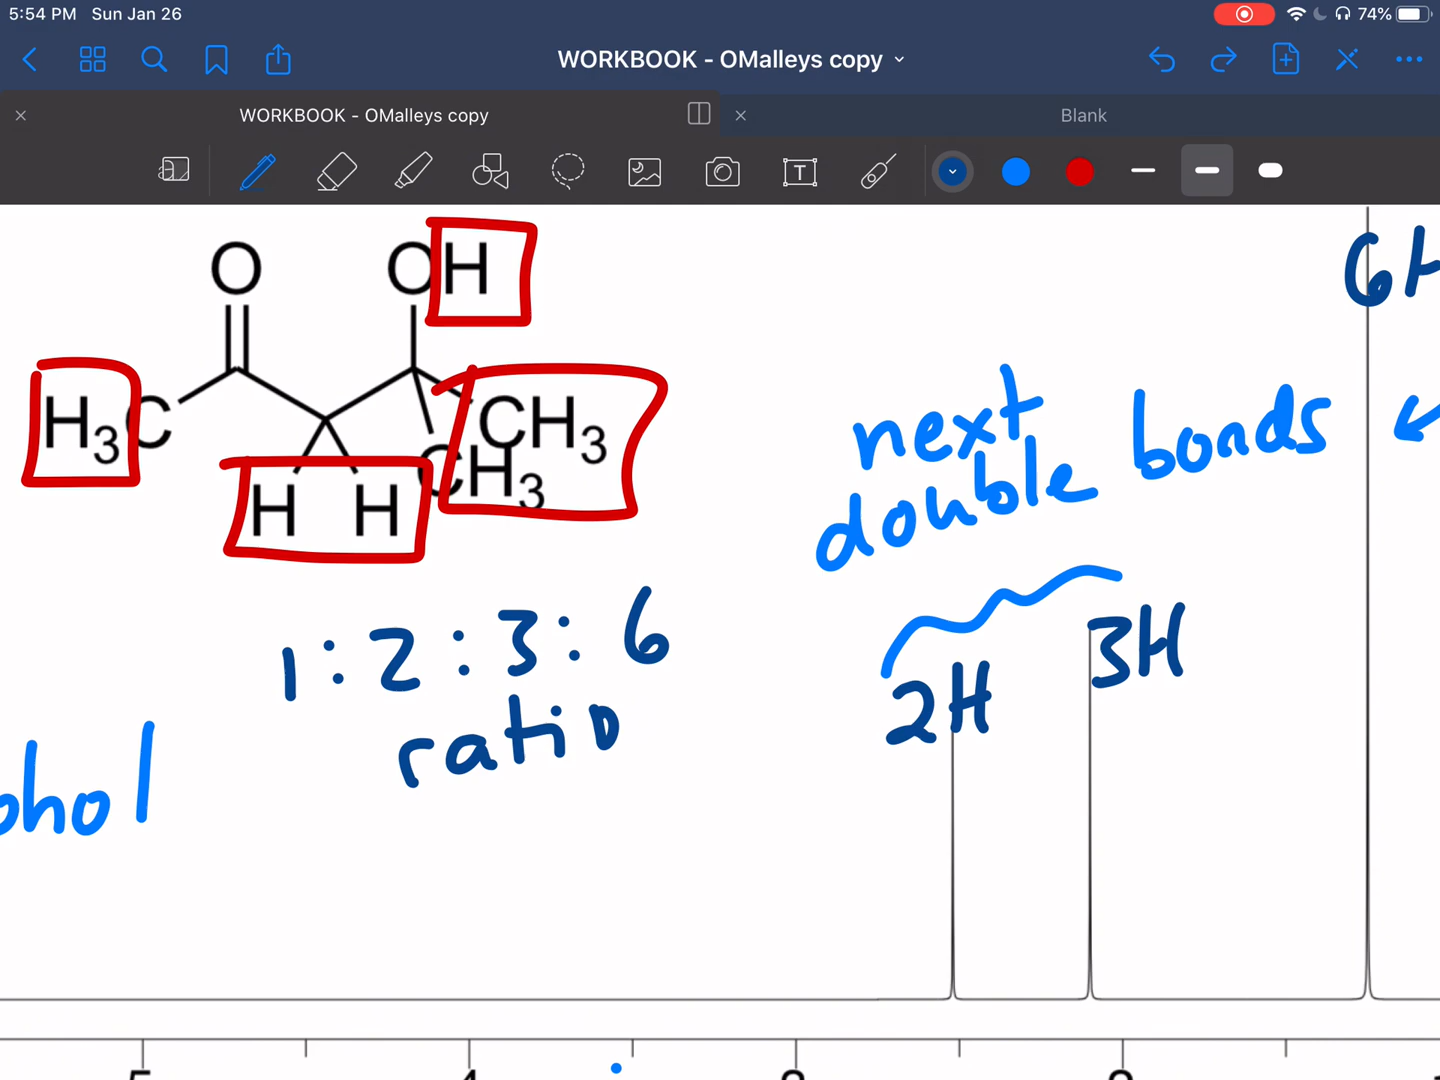 5:54 PM Sun Jan 26
74%
WORKBOOK - OMalleys copy
WORKBOOK - OMalleys copy
Blank
T
O
OH
H3C
CH3
CH3
H H
6H
next
double bonds
1:2:3:6
ratio
2H
3H
ohol